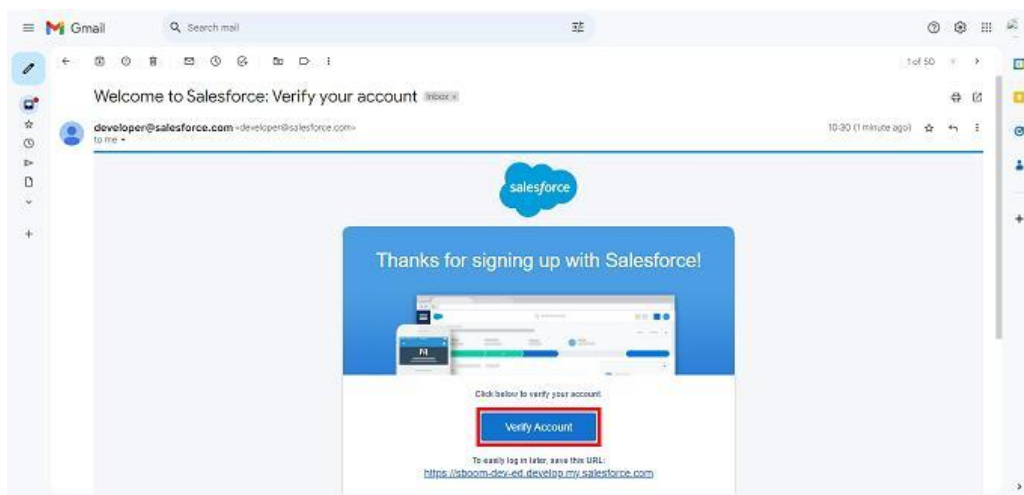 Gmail
Search mail
1 of 50
Welcome to Salesforce: Verify your account Inbox x
developer@salesforce.com <developer@salesforce.com>
10:30 (1 minute ago)
to me
salesforce
Thanks for signing up with Salesforce!
Click below to verify your account
Verify Account
To easily log in later, save this URL:
https://sboom-dev-ed.develop.my.salesforce.com